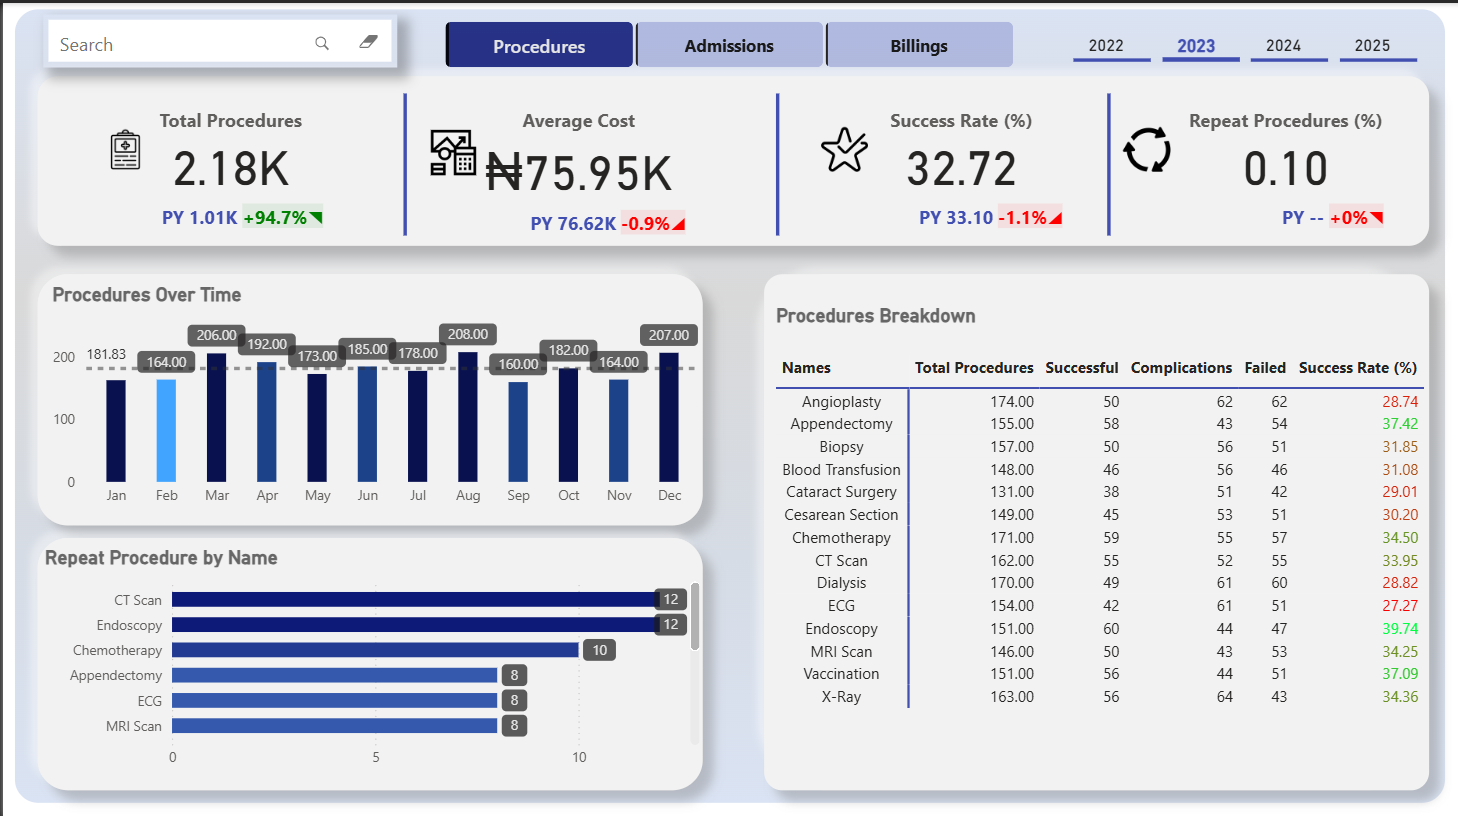 Search
Procedures
Admissions
Billings
2022
2023
2024
2025
Total Procedures
2.18K
PY 1.01K +94.7%
Average Cost
₦75.95K
PY 76.62K -0.9%
Success Rate (%)
32.72
PY 33.10 -1.1%
Repeat Procedures (%)
0.10
PY -- +0%
Procedures Over Time
206.00 192.00 173.00 185.00 178.00 208.00 160.00 182.00 164.00 207.00
200 181.83 164.00
100
0
Jan Feb Mar Apr May Jun Jul Aug Sep Oct Nov Dec
Repeat Procedure by Name
CT Scan 12
Endoscopy 12
Chemotherapy 10
Appendectomy 8
ECG 8
MRI Scan 8
0 5 10
Procedures Breakdown
Names Total Procedures Successful Complications Failed Success Rate (%)
Angioplasty 174.00 50 62 62 28.74
Appendectomy 155.00 58 43 54 37.42
Biopsy 157.00 50 56 51 31.85
Blood Transfusion 148.00 46 56 46 31.08
Cataract Surgery 131.00 38 51 42 29.01
Cesarean Section 149.00 45 53 51 30.20
Chemotherapy 171.00 59 55 57 34.50
CT Scan 162.00 55 52 55 33.95
Dialysis 170.00 49 61 60 28.82
ECG 154.00 42 61 51 27.27
Endoscopy 151.00 60 44 47 39.74
MRI Scan 146.00 50 43 53 34.25
Vaccination 151.00 56 44 51 37.09
X-Ray 163.00 56 64 43 34.36